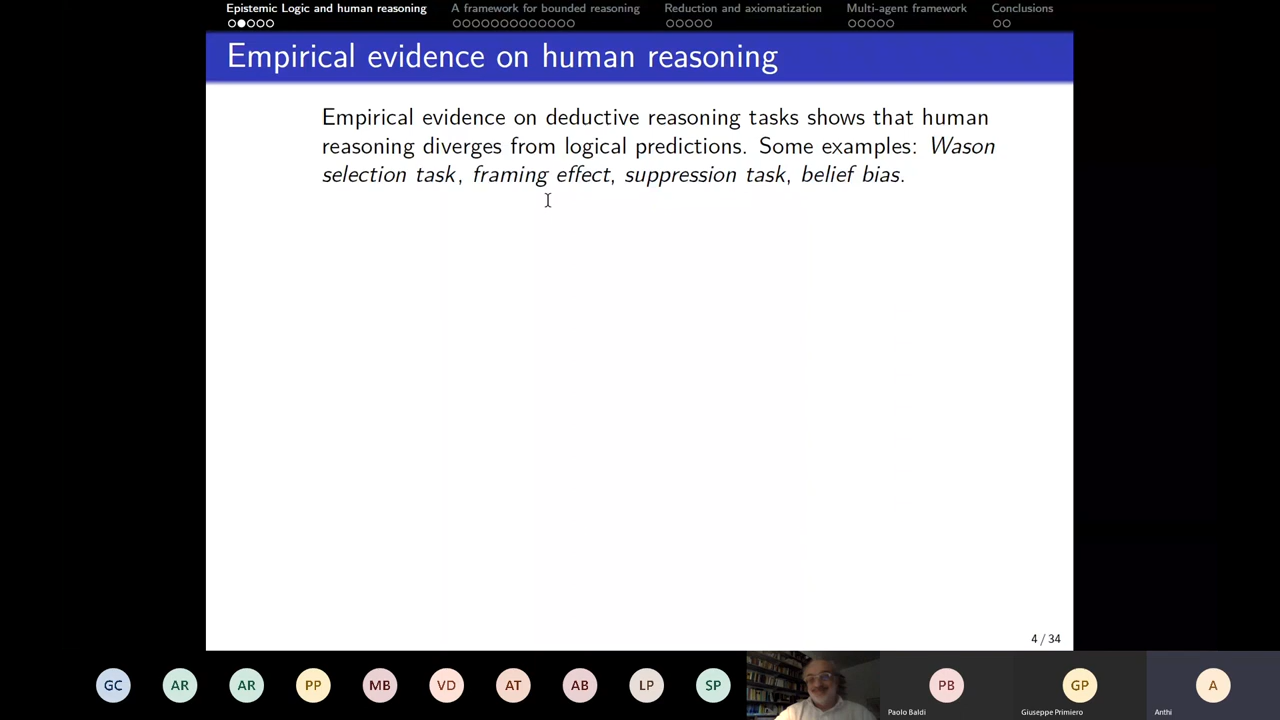 Epistemic Logic and human reasoning
A framework for bounded reasoning
Reduction and axiomatization
Multi-agent framework
Conclusions
Empirical evidence on human reasoning
Empirical evidence on deductive reasoning tasks shows that human
reasoning diverges from logical predictions. Some examples: Wason
selection task, framing effect, suppression task, belief bias.
4 / 34
GC
AR
AR
PP
MB
VD
AT
AB
LP
SP
PB
Paolo Baldi
GP
Giuseppe Primiero
A
Anthi